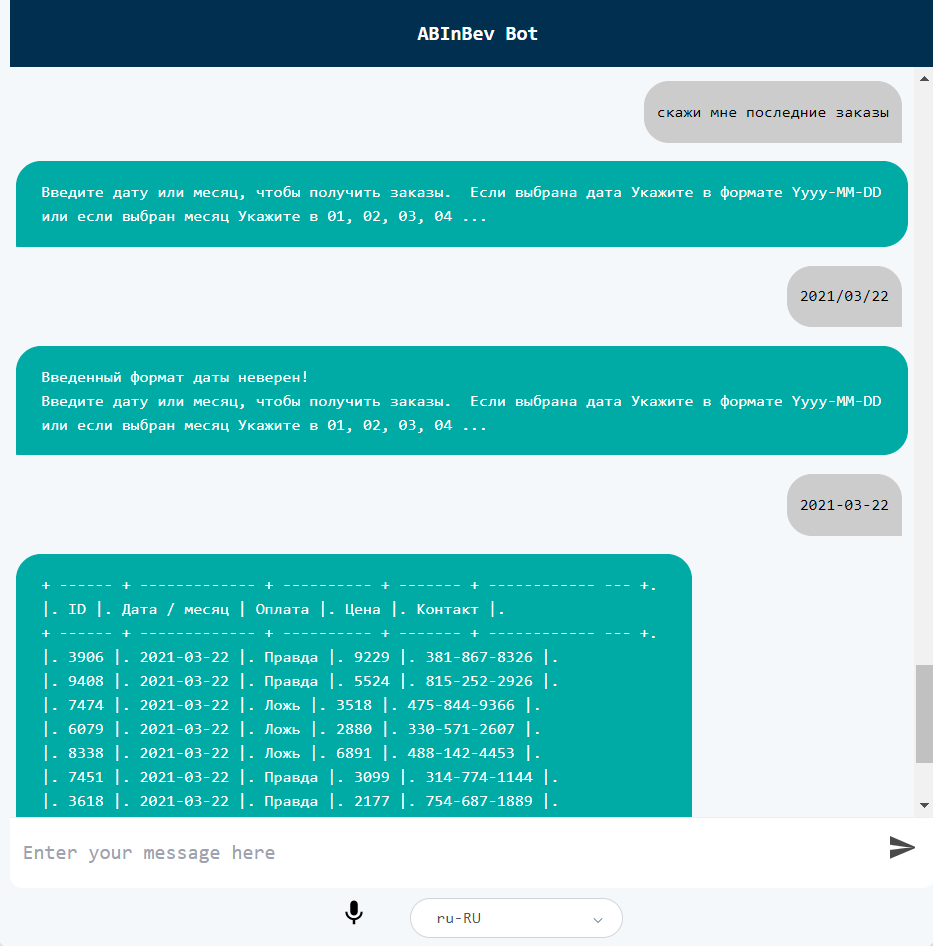 ABInBev Bot
скажи мне последние заказы
Введите дату или месяц, чтобы получить заказы.  Если выбрана дата Укажите в формате Yyyy-MM-DD
или если выбран месяц Укажите в 01, 02, 03, 04 ...
2021/03/22
Введенный формат даты неверен!
Введите дату или месяц, чтобы получить заказы.  Если выбрана дата Укажите в формате Yyyy-MM-DD
или если выбран месяц Укажите в 01, 02, 03, 04 ...
2021-03-22
+ ------ + ------------- + ---------- + ------- + ------------ --- +.
|. ID |. Дата / месяц | Оплата |. Цена |. Контакт |.
+ ------ + ------------- + ---------- + ------- + ------------ --- +.
|. 3906 |. 2021-03-22 |. Правда |. 9229 |. 381-867-8326 |.
|. 9408 |. 2021-03-22 |. Правда |. 5524 |. 815-252-2926 |.
|. 7474 |. 2021-03-22 |. Ложь |. 3518 |. 475-844-9366 |.
|. 6079 |. 2021-03-22 |. Ложь |. 2880 |. 330-571-2607 |.
|. 8338 |. 2021-03-22 |. Ложь |. 6891 |. 488-142-4453 |.
|. 7451 |. 2021-03-22 |. Правда |. 3099 |. 314-774-1144 |.
|. 3618 |. 2021-03-22 |. Правда |. 2177 |. 754-687-1889 |.
Enter your message here
ru-RU